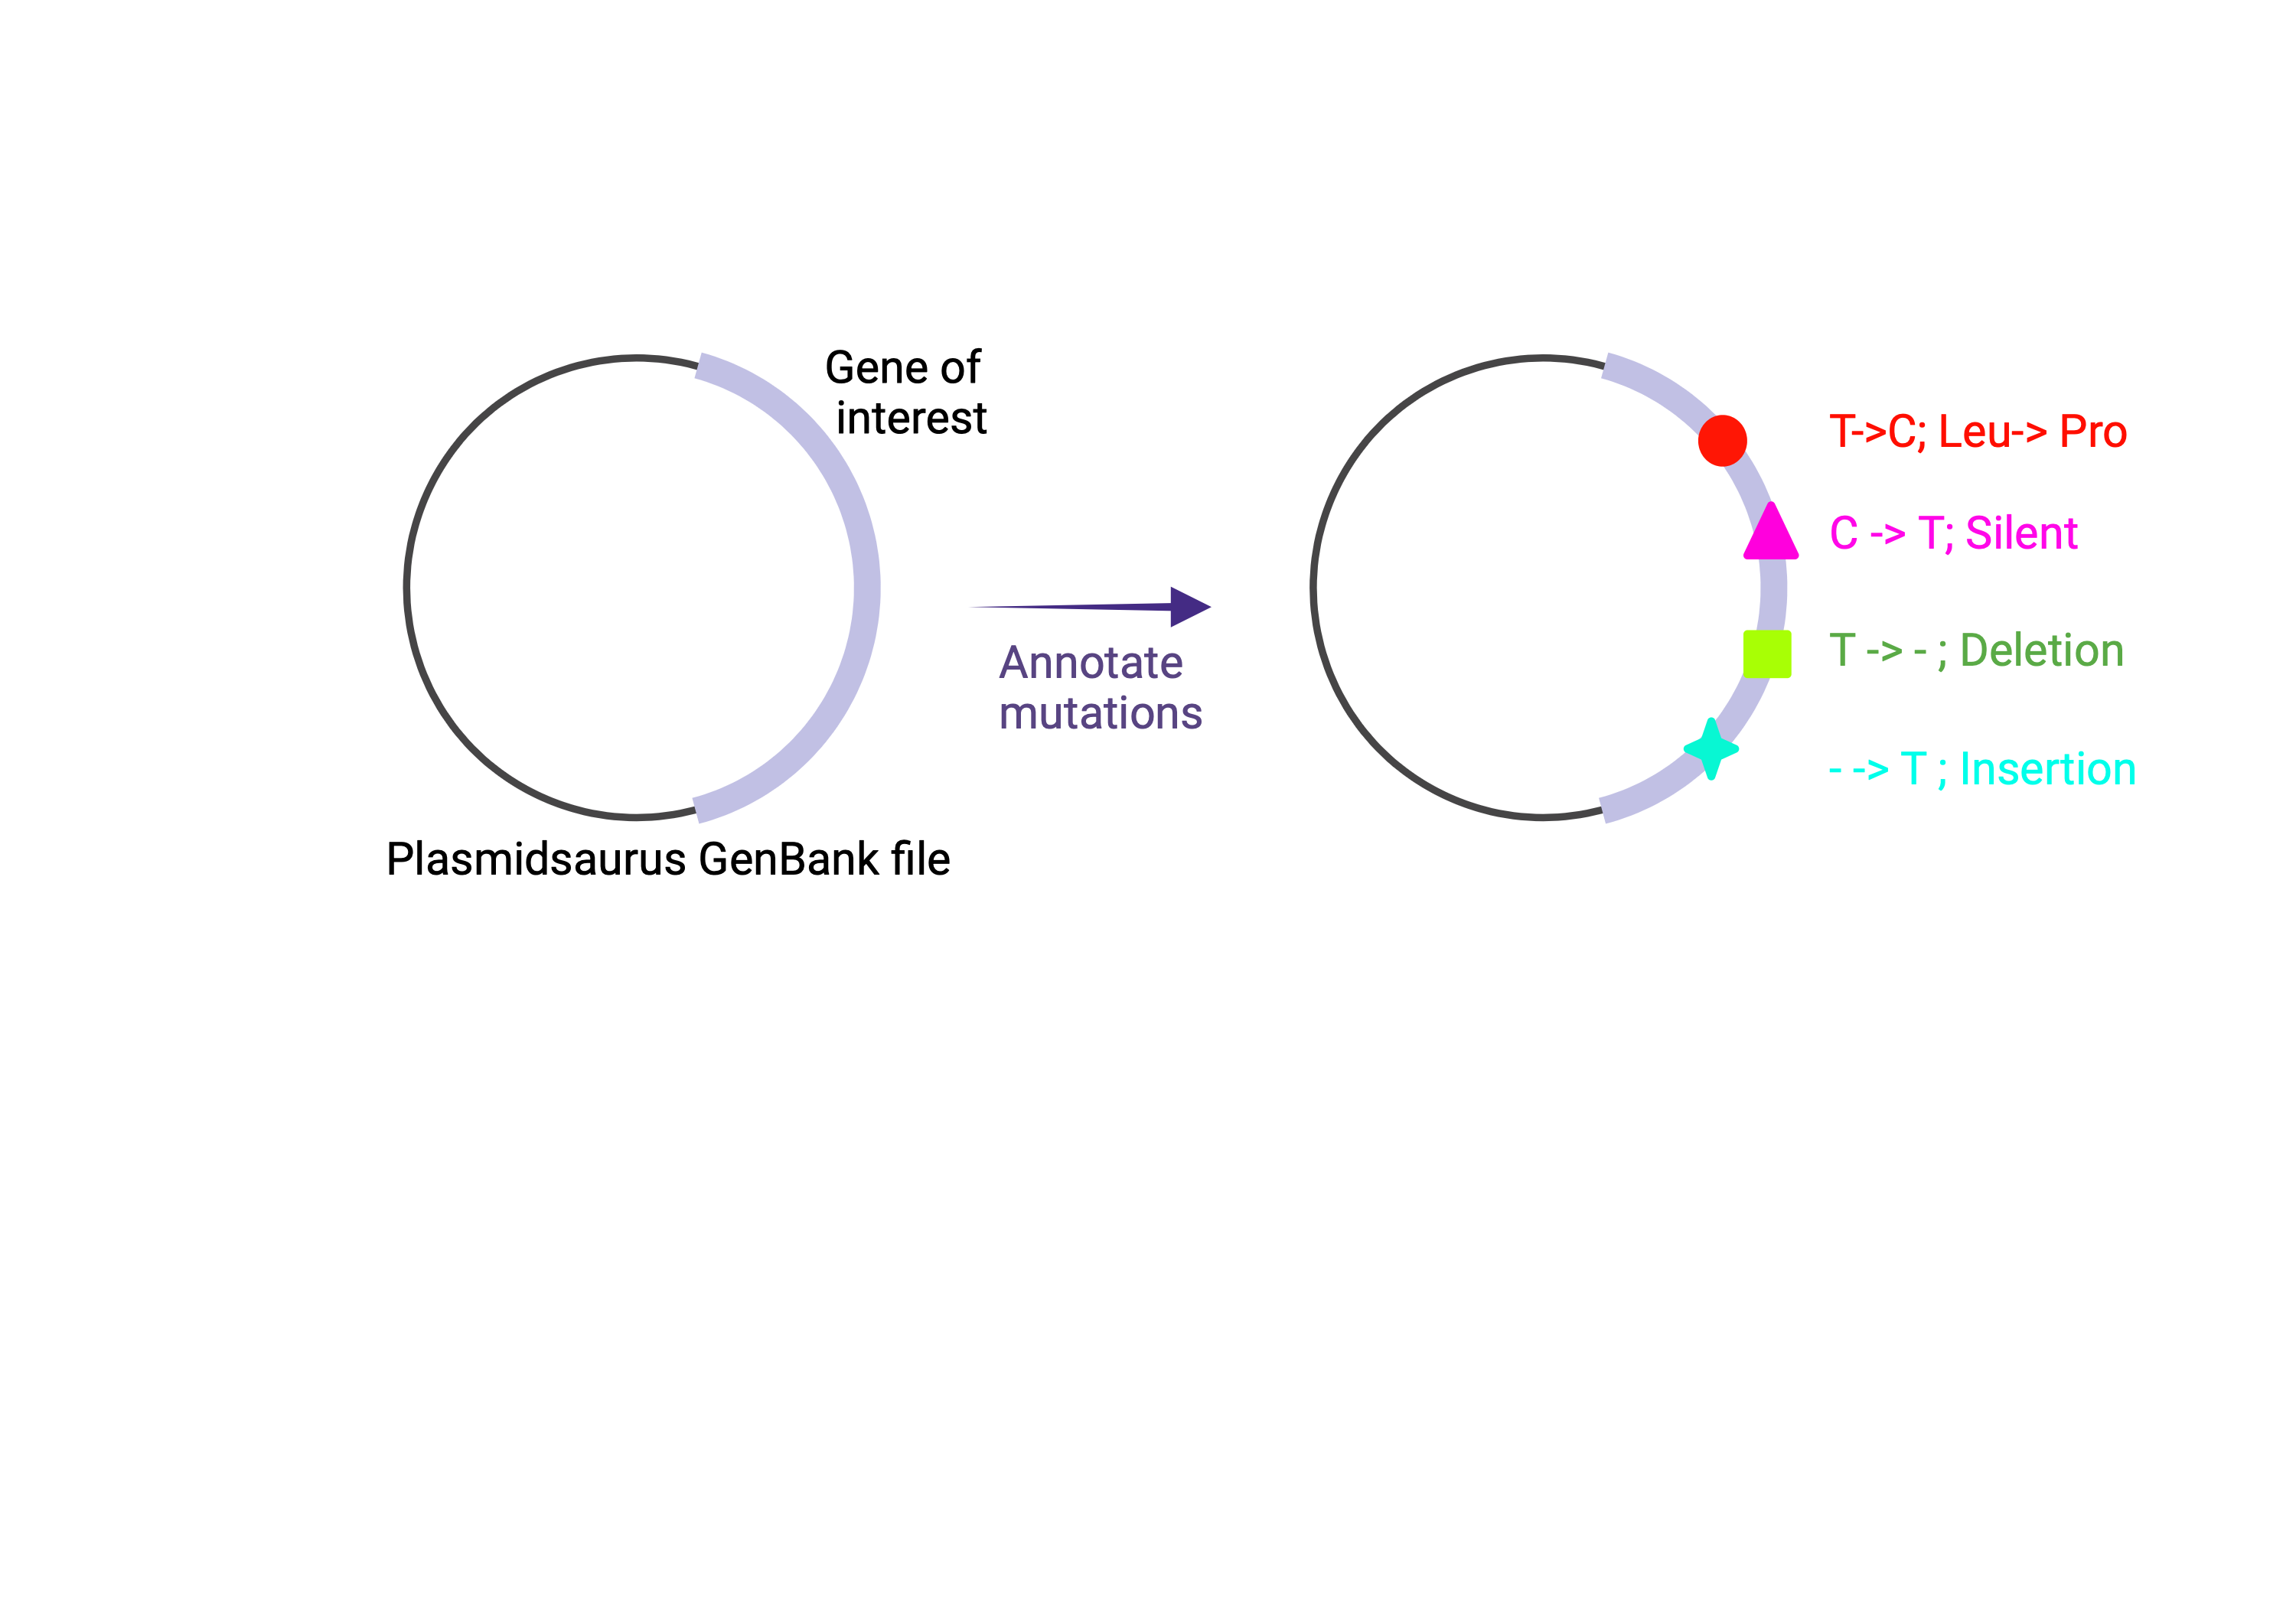 Gene of
interest
Plasmidsaurus GenBank file
Annotate
mutations
T->C; Leu-> Pro
C -> T; Silent
T -> - ; Deletion
- -> T ; Insertion